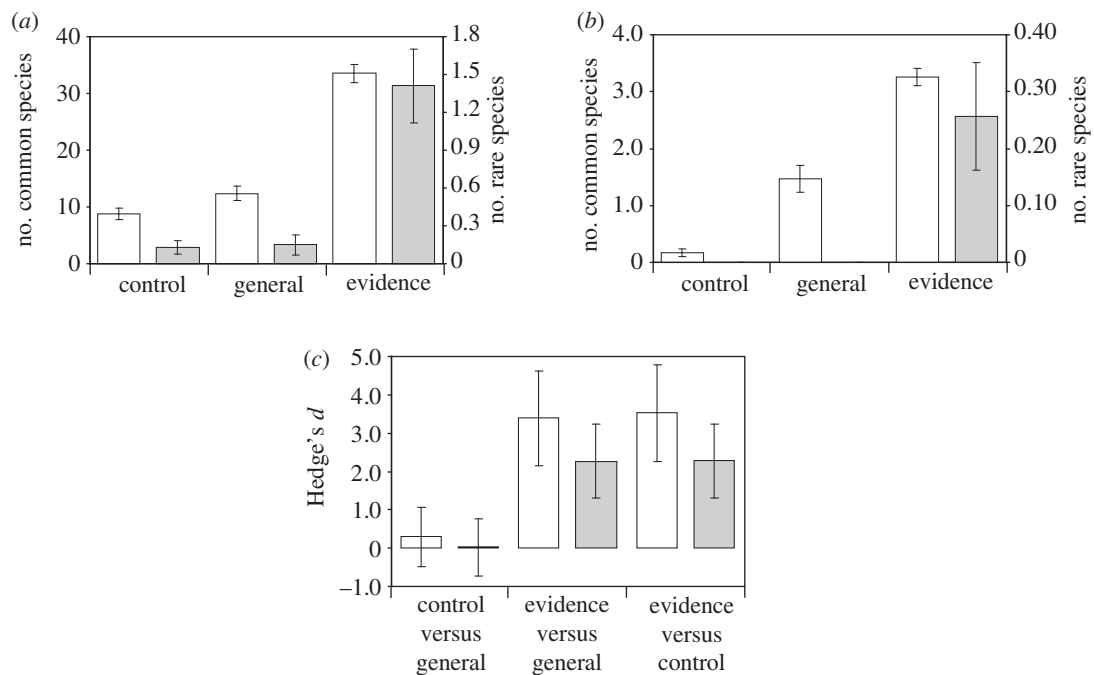 (a)
40
30
20
10
0
no. common species
1.8
1.5
1.2
0.9
0.6
0.3
0
no. rare species
control general evidence
(b)
4.0
3.0
2.0
1.0
0
no. common species
0.40
0.30
0.20
0.10
0
no. rare species
control general evidence
(c)
5.0
4.0
3.0
2.0
1.0
0
–1.0
Hedge's d
control
versus
general
evidence
versus
general
evidence
versus
control